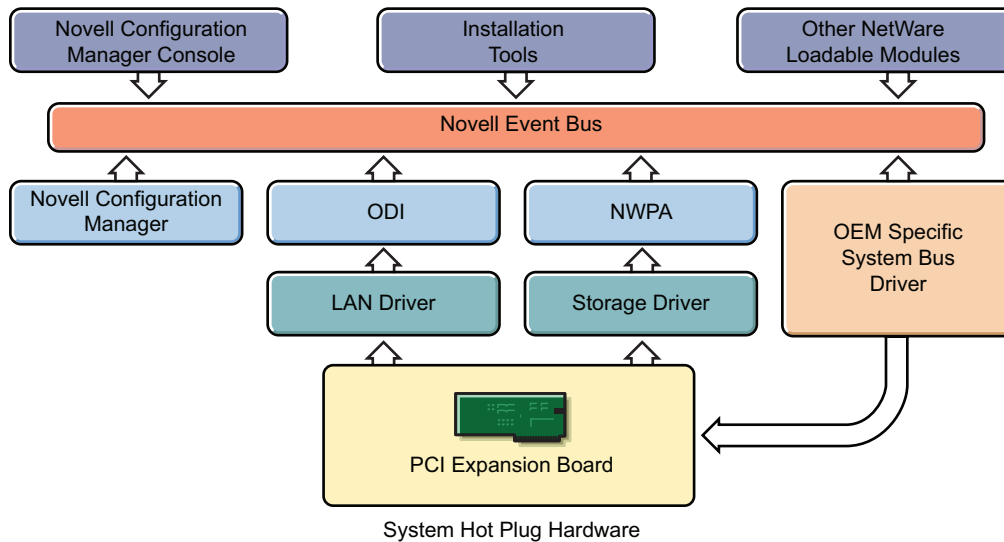 Novell Configuration
Manager Console
Installation
Tools
Other NetWare
Loadable Modules
Novell Event Bus
Novell Configuration
Manager
ODI
NWPA
OEM Specific
System Bus
Driver
LAN Driver
Storage Driver
PCI Expansion Board
System Hot Plug Hardware